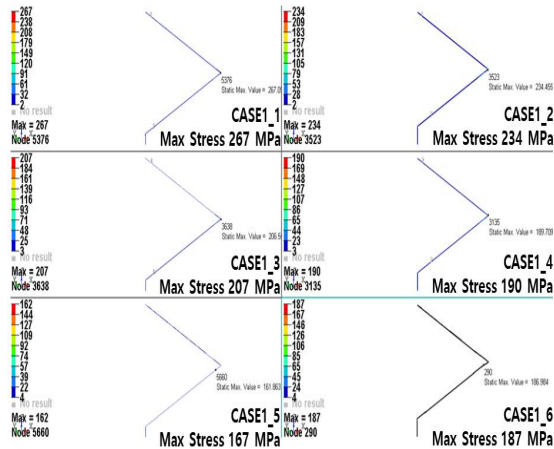 267
238
208
179
149
120
91
61
32
2
No result
Max = 267
Node 5376
5376
Static Max. Value = 267.0
CASE1_1
Max Stress 267 MPa
234
209
183
157
131
105
79
53
28
2
No result
Max = 234
Node 3523
3523
Static Max. Value = 234.455
CASE1_2
Max Stress 234 MPa
207
184
161
139
116
93
71
48
25
3
No result
Max = 207
Node 3638
3638
Static Max. Value = 206.5
CASE1_3
Max Stress 207 MPa
190
169
148
127
107
86
65
44
23
3
No result
Max = 190
Node 3135
3135
Static Max. Value = 189.709
CASE1_4
Max Stress 190 MPa
162
144
127
109
92
74
57
39
22
4
No result
Max = 162
Node 5660
5660
Static Max. Value = 161.863
CASE1_5
Max Stress 167 MPa
187
167
146
126
106
85
65
45
24
4
No result
Max = 187
Node 290
290
Static Max. Value = 186.984
CASE1_6
Max Stress 187 MPa